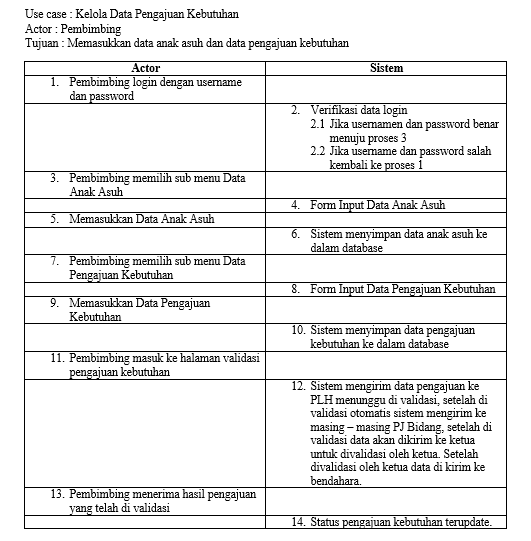 Use case : Kelola Data Pengajuan Kebutuhan
Actor : Pembimbing
Tujuan : Memasukkan data anak asuh dan data pengajuan kebutuhan
Actor Sistem
1. Pembimbing login dengan username
dan password
2. Verifikasi data login
2.1 Jika usernamen dan password benar
menuju proses 3
2.2 Jika username dan password salah
kembali ke proses 1
3. Pembimbing memilih sub menu Data
Anak Asuh
4. Form Input Data Anak Asuh
5. Memasukkan Data Anak Asuh
6. Sistem menyimpan data anak asuh ke
dalam database
7. Pembimbing memilih sub menu Data
Pengajuan Kebutuhan
8. Form Input Data Pengajuan Kebutuhan
9. Memasukkan Data Pengajuan
Kebutuhan
10. Sistem menyimpan data pengajuan
kebutuhan ke dalam database
11. Pembimbing masuk ke halaman validasi
pengajuan kebutuhan
12. Sistem mengirim data pengajuan ke
PLH menunggu di validasi, setelah di
validasi otomatis sistem mengirim ke
masing – masing PJ Bidang, setelah di
validasi data akan dikirim ke ketua
untuk divalidasi oleh ketua. Setelah
divalidasi oleh ketua data di kirim ke
bendahara.
13. Pembimbing menerima hasil pengajuan
yang telah di validasi
14. Status pengajuan kebutuhan terupdate.